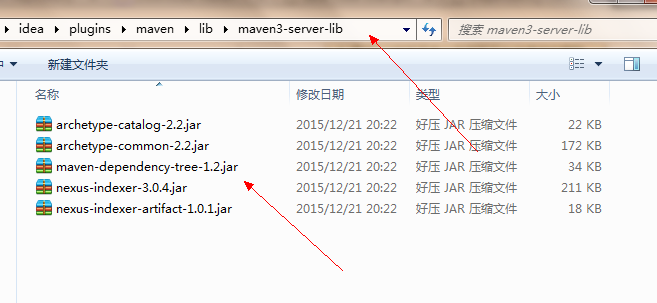 idea plugins maven lib maven3-server-lib 搜索 maven3-server-lib
新建文件夹
名称 修改日期 类型 大小
archetype-catalog-2.2.jar 2015/12/21 20:22 好压 JAR 压缩文件 22 KB
archetype-common-2.2.jar 2015/12/21 20:22 好压 JAR 压缩文件 172 KB
maven-dependency-tree-1.2.jar 2015/12/21 20:22 好压 JAR 压缩文件 34 KB
nexus-indexer-3.0.4.jar 2015/12/21 20:22 好压 JAR 压缩文件 211 KB
nexus-indexer-artifact-1.0.1.jar 2015/12/21 20:22 好压 JAR 压缩文件 18 KB